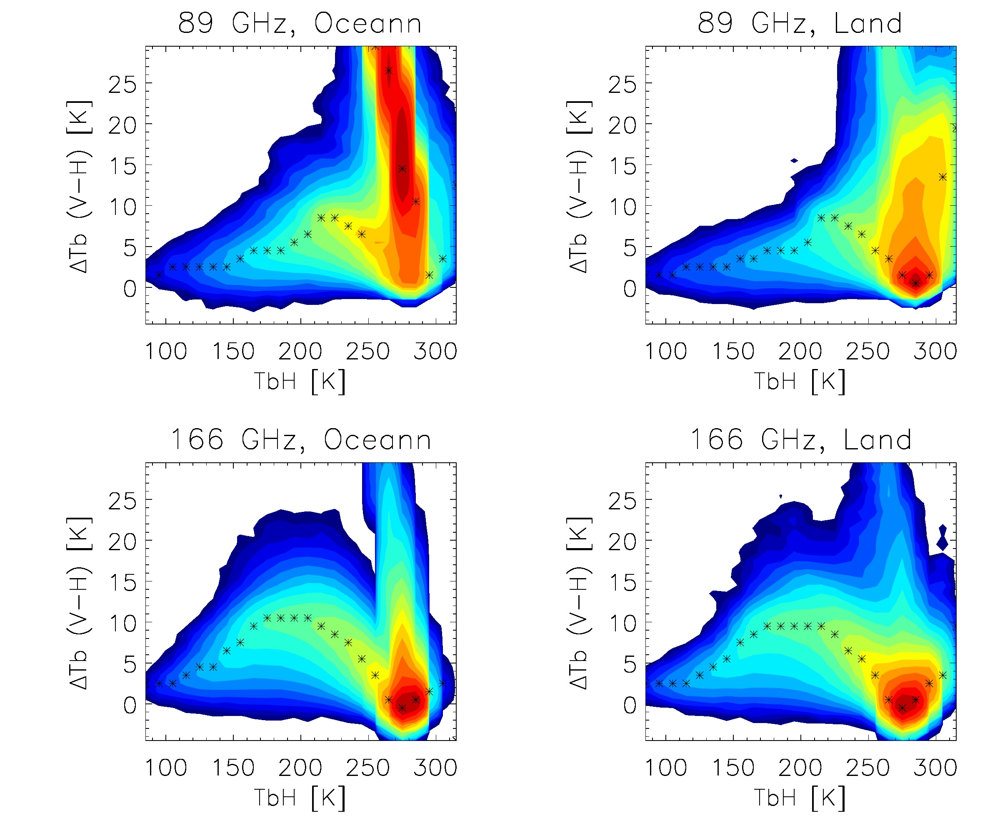 89 GHz, Oceann
25
20
15
10
5
0
ΔTb (V-H) [K]
100 150 200 250 300
TbH [K]
89 GHz, Land
25
20
15
10
5
0
ΔTb (V-H) [K]
100 150 200 250 300
TbH [K]
166 GHz, Oceann
25
20
15
10
5
0
ΔTb (V-H) [K]
100 150 200 250 300
TbH [K]
166 GHz, Land
25
20
15
10
5
0
ΔTb (V-H) [K]
100 150 200 250 300
TbH [K]